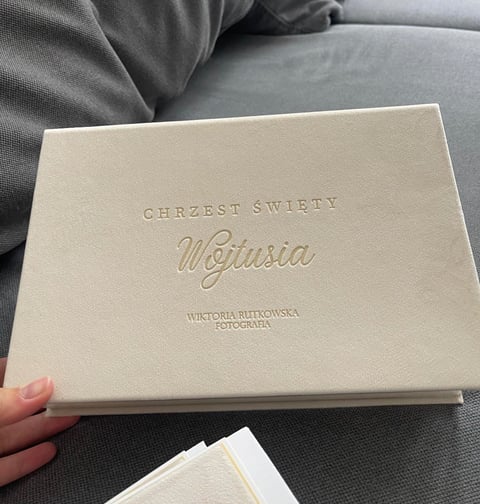 CHRZEST ŚWIĘTY
Wojtusia
WIKTORIA RUTKOWSKA
FOTOGRAFIA